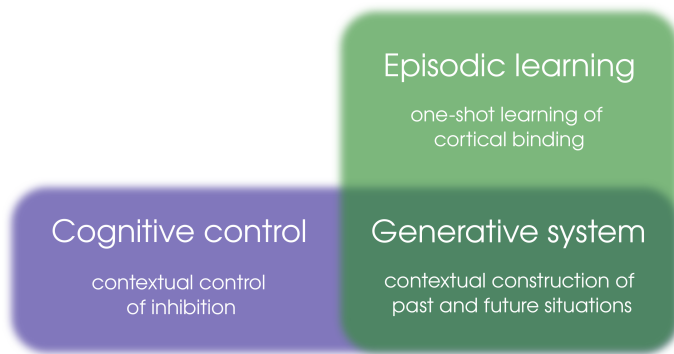 Episodic learning
one-shot learning of
cortical binding
Cognitive control
contextual control
of inhibition
Generative system
contextual construction of
past and future situations